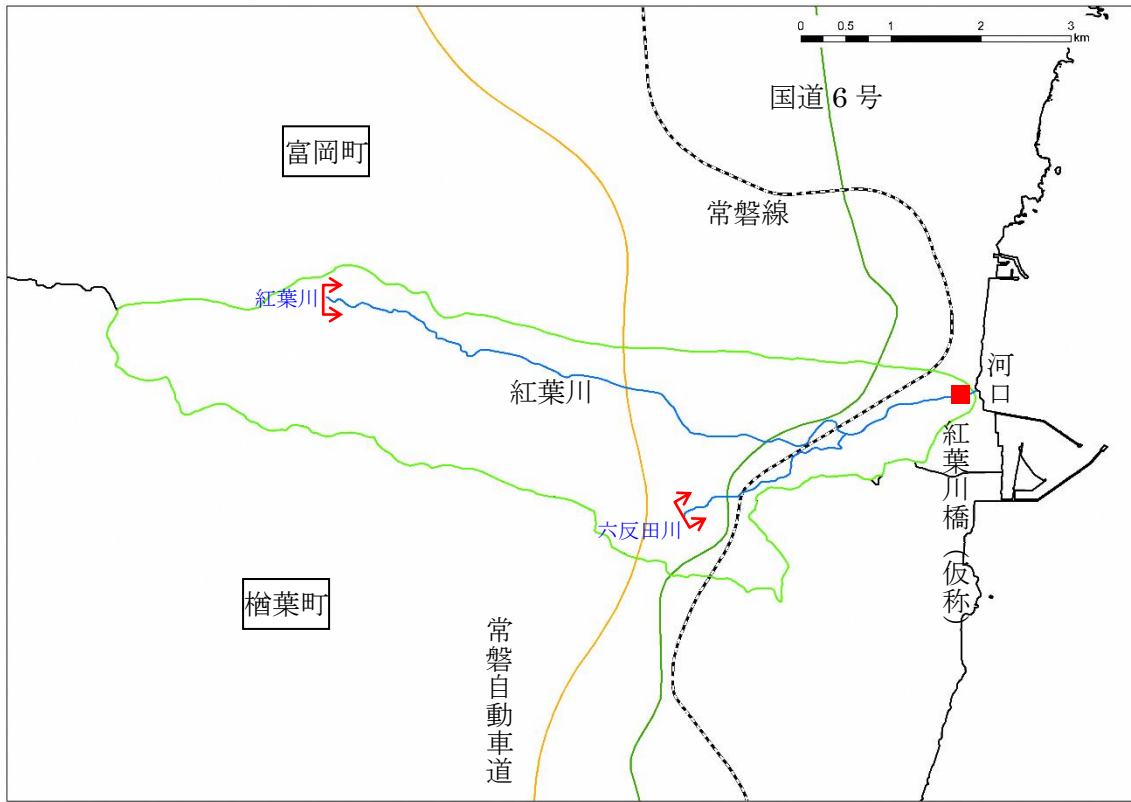 0 0.5 1 2 3
km
国道6号
富岡町
常磐線
紅葉川
河口
紅葉川
紅葉川橋(仮称)
六反田川
楢葉町
常磐自動車道